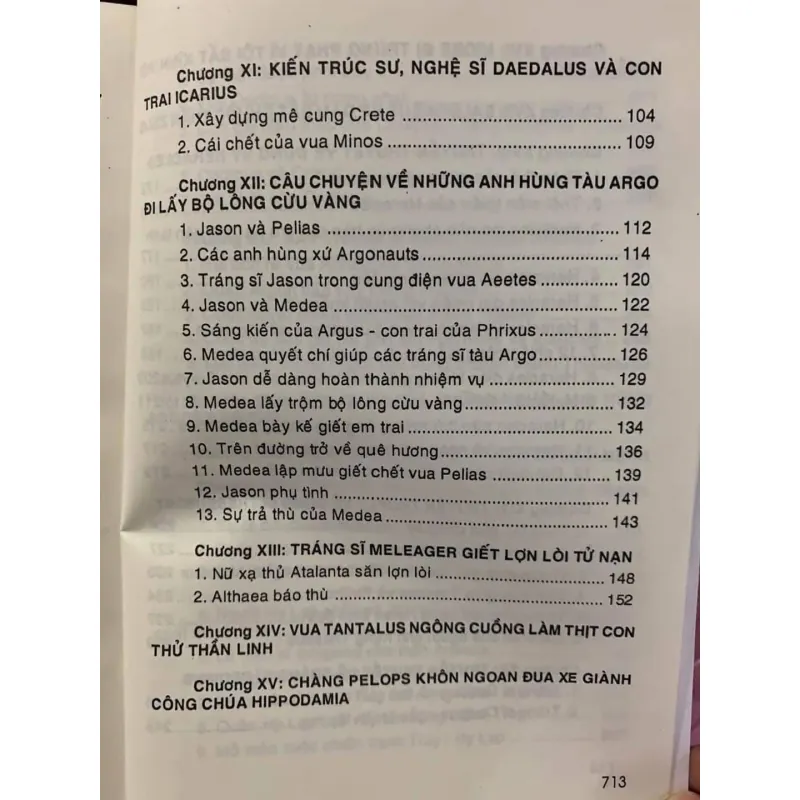 Chương XI: KIẾN TRÚC SƯ, NGHỆ SĨ DAEDALUS VÀ CON
TRAI ICARIUS
1. Xây dựng mê cung Crete ................................................ 104
2. Cái chết của vua Minos ................................................ 109
Chương XII: CÂU CHUYỆN VỀ NHỮNG ANH HÙNG TÀU ARGO
ĐI LẤY BỘ LÔNG CỪU VÀNG
1. Jason và Pelias ................................................ 112
2. Các anh hùng xứ Argonauts ................................ 114
3. Tráng sĩ Jason trong cung điện vua Aeetes ................ 120
4. Jason và Medea ................................................ 122
5. Sáng kiến của Argus - con trai của Phrixus ................ 124
6. Medea quyết chí giúp các tráng sĩ tàu Argo ................ 126
7. Jason dễ dàng hoàn thành nhiệm vụ ................ 129
8. Medea lấy trộm bộ lông cừu vàng ................ 132
9. Medea bày kế giết em trai ................ 134
10. Trên đường trở về quê hương ................ 136
11. Medea lập mưu giết chết vua Pelias ................ 139
12. Jason phụ tình ................................ 141
13. Sự trả thù của Medea ................................ 143
Chương XIII: TRÁNG SĨ MELEAGER GIẾT LỢN LÒI TỬ NẠN
1. Nữ xạ thủ Atalanta săn lợn lòi ................ 148
2. Althaea báo thù ................................ 152
Chương XIV: VUA TANTALUS NGÔNG CUỒNG LÀM THỊT CON
THỬ THẦN LINH
Chương XV: CHÀNG PELOPS KHÔN NGOAN ĐUA XE GIÀNH
CÔNG CHÚA HIPPODAMIA
713